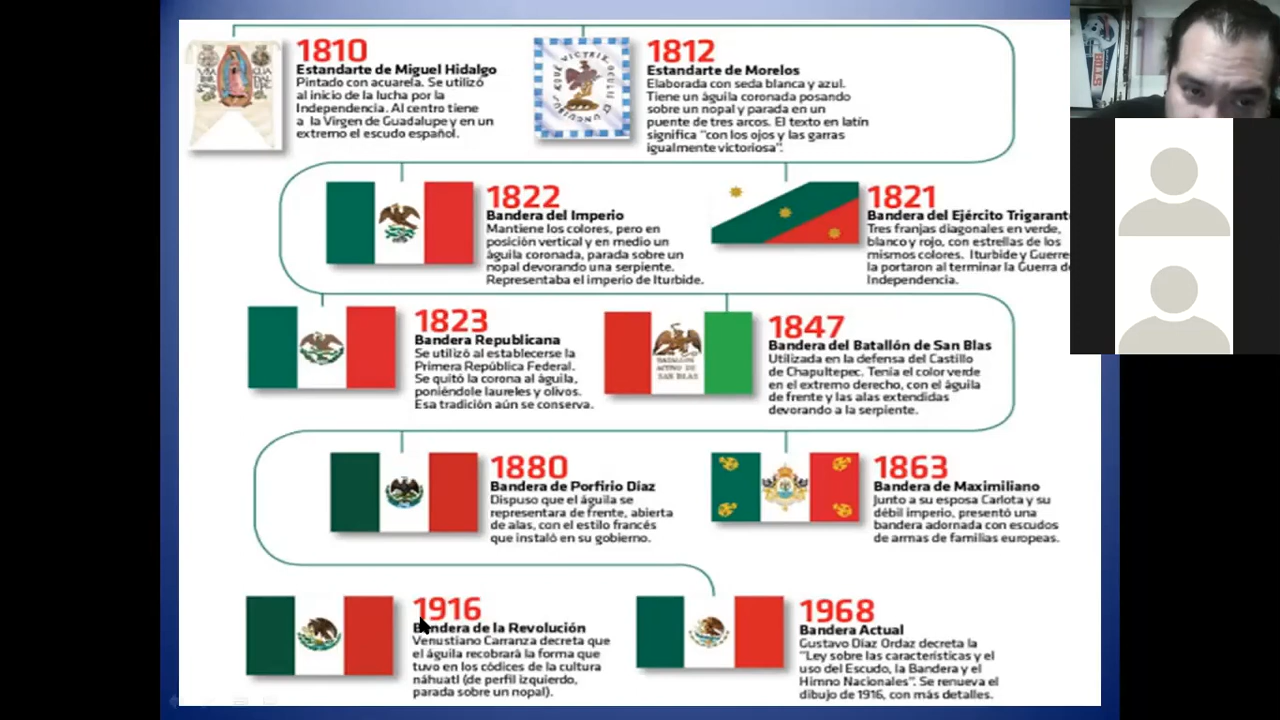 1810
Estandarte de Miguel Hidalgo
Pintado con acuarela. Se utilizó
al inicio de la lucha por la
Independencia. Al centro tiene
a la Virgen de Guadalupe y en un
extremo el escudo español.
1812
Estandarte de Morelos
Elaborada con seda blanca y azul.
Tiene un águila coronada posando
sobre un nopal y parada en un
puente de tres arcos. El texto en latín
significa “con los ojos y las garras
igualmente victoriosa”.
1822
Bandera del Imperio
Mantiene los colores, pero en
posición vertical y en medio un
águila coronada, parada sobre un
nopal devorando una serpiente.
Representaba el imperio de Iturbide.
1821
Bandera del Ejército Trigarant
Tres franjas diagonales en verde,
blanco y rojo, con estrellas de los
mismos colores. Iturbide y Guerre
la portaron al terminar la Guerra d
Independencia.
1823
Bandera Republicana
Se utilizó al establecerse la
Primera República Federal.
Se quitó la corona al águila,
poniéndole laureles y olivos.
Esa tradición aún se conserva.
BATALLON
ACTIVO DE
SAN BLAS
1847
Bandera del Batallón de San Blas
Utilizada en la defensa del Castillo
de Chapultepec. Tenía el color verde
en el extremo derecho, con el águila
de frente y las alas extendidas
devorando a la serpiente.
1880
Bandera de Porfirio Díaz
Dispuso que el águila se
representara de frente, abierta
de alas, con el estilo francés
que instaló en su gobierno.
1863
Bandera de Maximiliano
Junto a su esposa Carlota y su
débil imperio, presentó una
bandera adornada con escudos
de armas de familias europeas.
1916
Bandera de la Revolución
Venustiano Carranza decreta que
el águila recobrará la forma que
tuvo en los códices de la cultura
náhuatl (de perfil izquierdo,
parada sobre un nopal).
1968
Bandera Actual
Gustavo Díaz Ordaz decreta la
“Ley sobre las características y el
uso del Escudo, la Bandera y el
Himno Nacionales”. Se renueva el
dibujo de 1916, con más detalles.